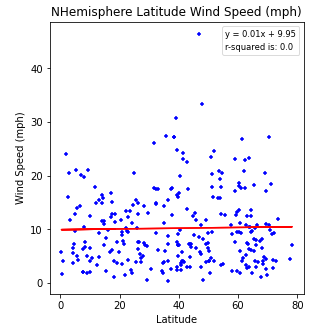 NHemisphere Latitude Wind Speed (mph)
y = 0.01x + 9.95
r-squared is: 0.0
Wind Speed (mph)
40
30
20
10
0
0 20 40 60 80
Latitude